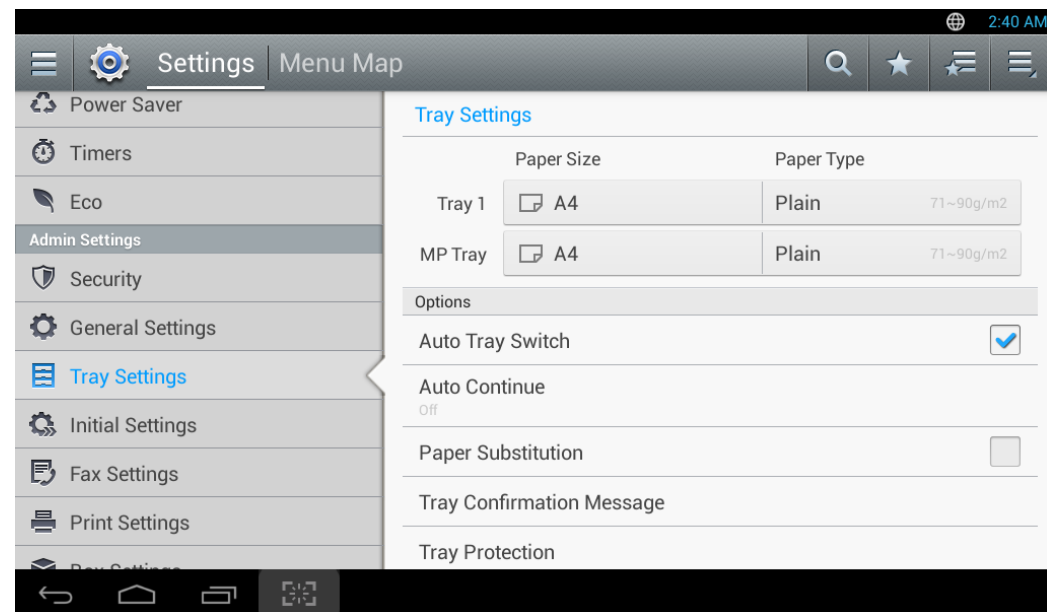 2:40 AM
Settings
Menu Map
Power Saver
Timers
Eco
Admin Settings
Security
General Settings
Tray Settings
Initial Settings
Fax Settings
Print Settings
Box Settings
Tray Settings
Paper Size Paper Type
Tray 1 A4 Plain 71~90g/m2
MP Tray A4 Plain 71~90g/m2
Options
Auto Tray Switch
Auto Continue
Off
Paper Substitution
Tray Confirmation Message
Tray Protection